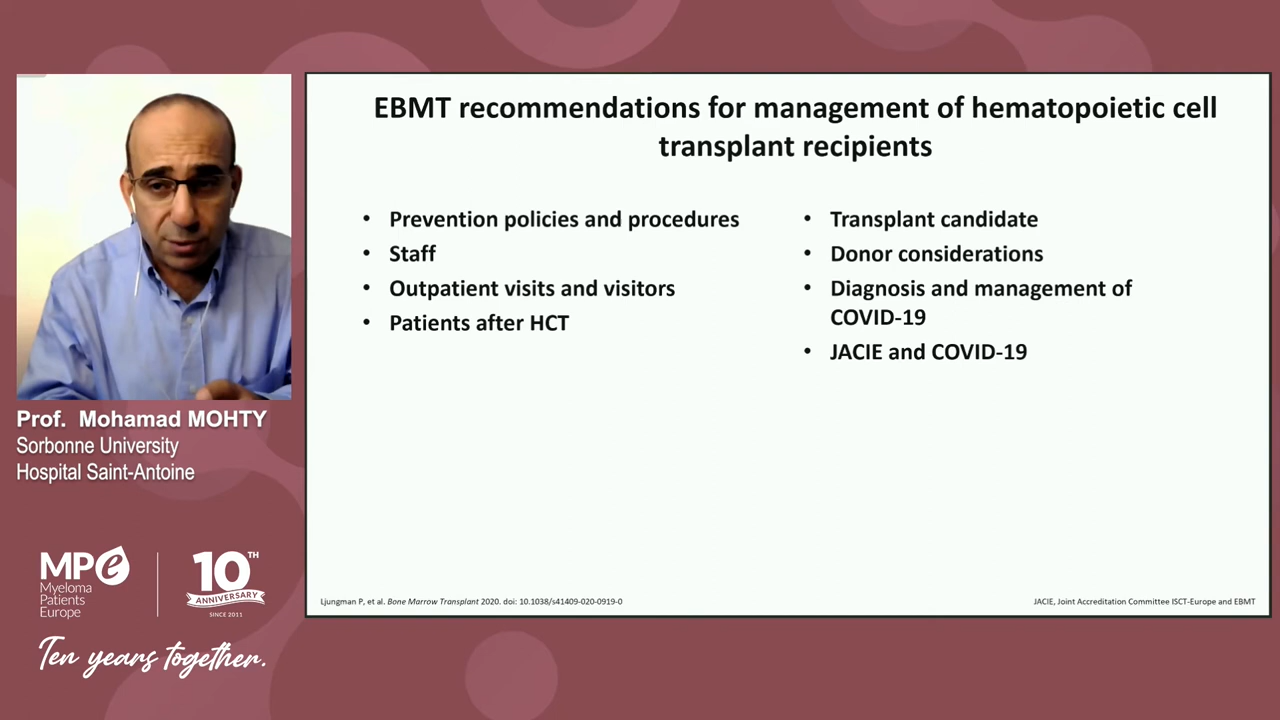 EBMT recommendations for management of hematopoietic cell
transplant recipients
• Prevention policies and procedures
• Staff
• Outpatient visits and visitors
• Patients after HCT
• Transplant candidate
• Donor considerations
• Diagnosis and management of
COVID-19
• JACIE and COVID-19
Ljungman P, et al. Bone Marrow Transplant 2020. doi: 10.1038/s41409-020-0919-0
JACIE, Joint Accreditation Committee ISCT-Europe and EBMT
Prof. Mohamad MOHTY
Sorbonne University
Hospital Saint-Antoine
MPe
Myeloma
Patients
Europe
10TH
ANNIVERSARY
SINCE 2011
Ten years together.